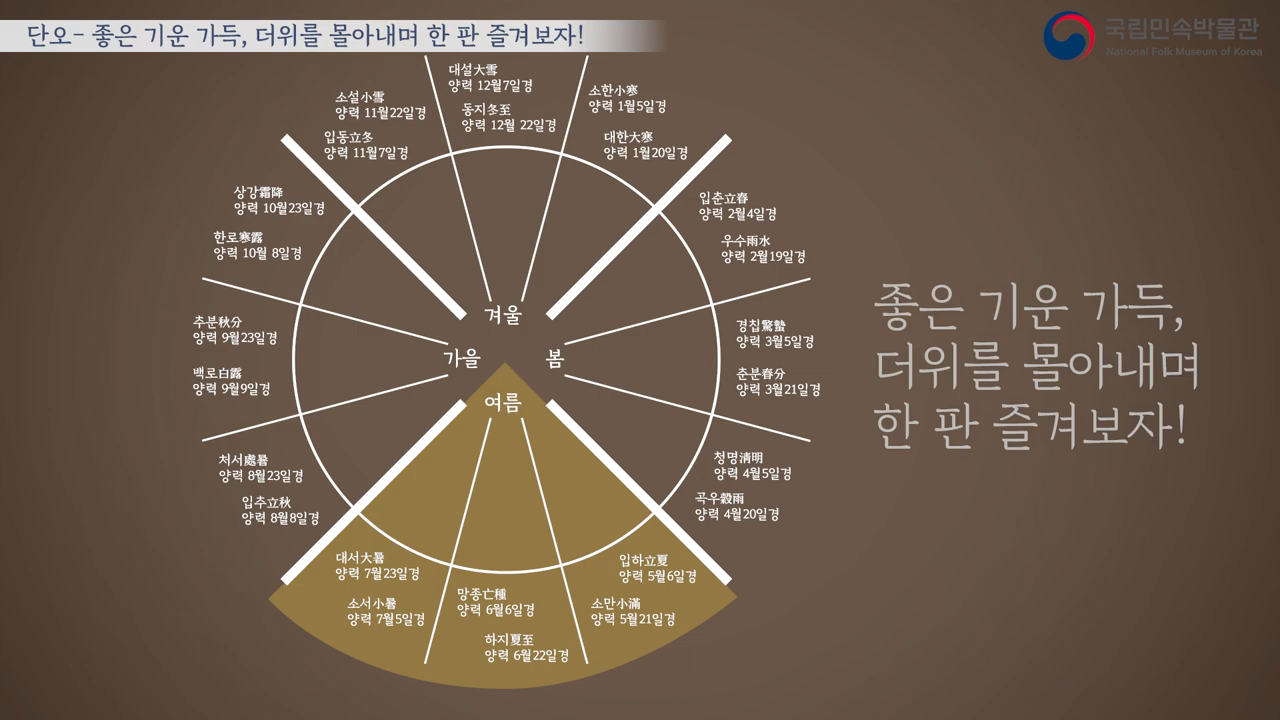 단오- 좋은 기운 가득, 더위를 몰아내며 한 판 즐겨보자!
국립민속박물관
National Folk Museum of Korea
대설大雪
양력 12월7일경
동지冬至
양력 12월 22일경
소한小寒
양력 1월5일경
대한大寒
양력 1월20일경
입춘立春
양력 2월4일경
우수雨水
양력 2월19일경
경칩驚蟄
양력 3월5일경
춘분春分
양력 3월21일경
청명淸明
양력 4월5일경
곡우穀雨
양력 4월20일경
입하立夏
양력 5월6일경
소만小滿
양력 5월21일경
망종亡種
양력 6월6일경
하지夏至
양력 6월22일경
대서大暑
양력 7월23일경
소서小暑
양력 7월5일경
처서處暑
양력 8월23일경
입추立秋
양력 8월8일경
추분秋分
양력 9월23일경
백로白露
양력 9월9일경
상강霜降
양력 10월23일경
한로寒露
양력 10월 8일경
소설小雪
양력 11월22일경
입동立冬
양력 11월7일경
겨울
가을
봄
여름
좋은 기운 가득,
더위를 몰아내며
한 판 즐겨보자!